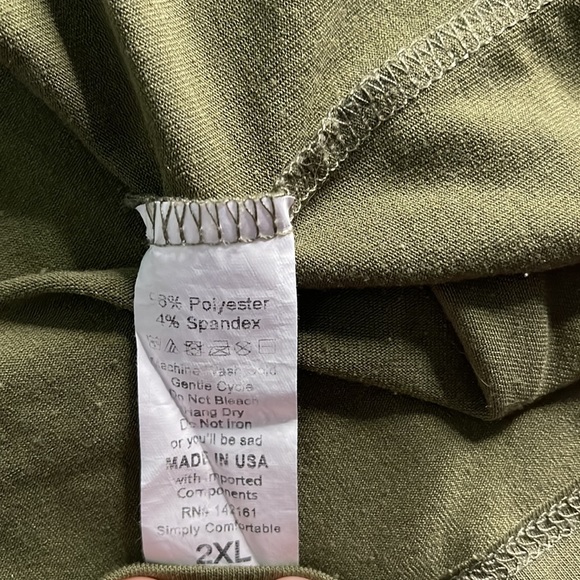 % Polyester
4% Spandex
Machine Wash Cold
Gentle Cycle
Do Not Bleach
Hang Dry
Do Not Iron
or you'll be sad
MADE IN USA
with Imported
Components
RN# 142161
Simply Comfortable
2XL